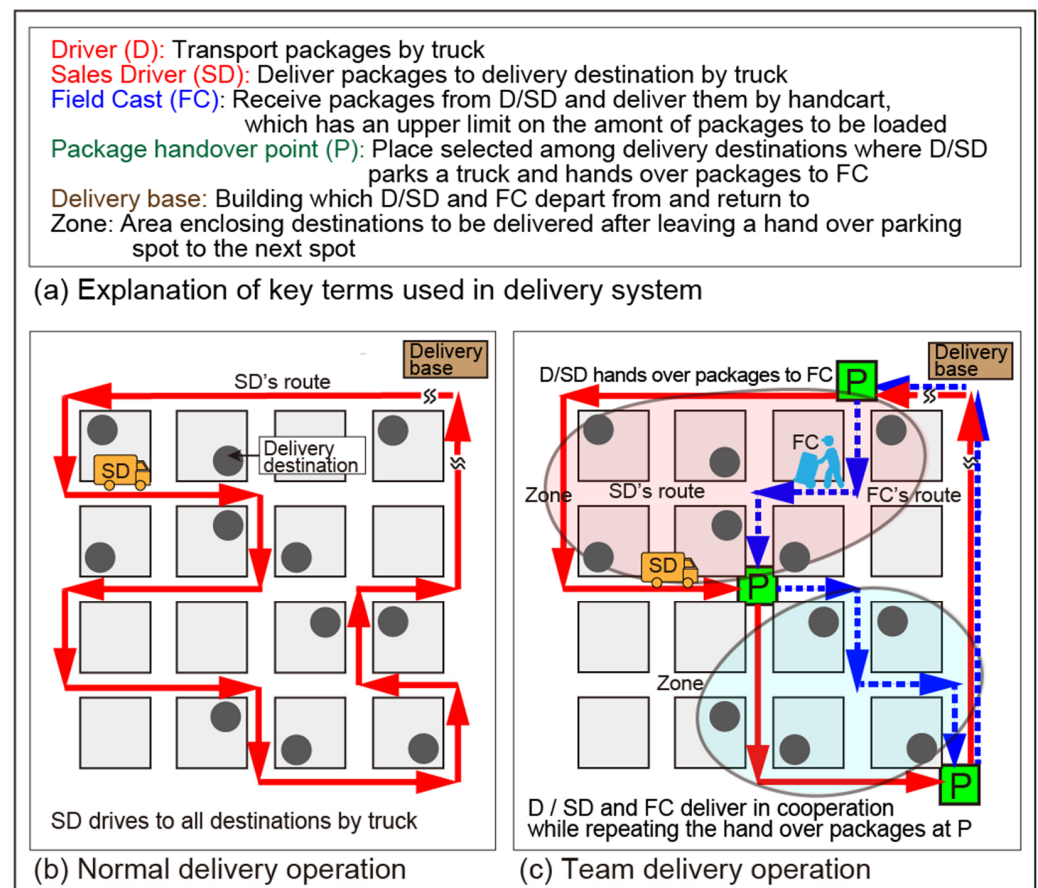 Driver (D): Transport packages by truck
Sales Driver (SD): Deliver packages to delivery destination by truck
Field Cast (FC): Receive packages from D/SD and deliver them by handcart,
which has an upper limit on the amont of packages to be loaded
Package handover point (P): Place selected among delivery destinations where D/SD
parks a truck and hands over packages to FC
Delivery base: Building which D/SD and FC depart from and return to
Zone: Area enclosing destinations to be delivered after leaving a hand over parking
spot to the next spot
(a) Explanation of key terms used in delivery system
Delivery
base
SD's route
Delivery
destination
SD
SD drives to all destinations by truck
(b) Normal delivery operation
Delivery
base
D/SD hands over packages to FC
P
FC
Zone
SD's route
FC's route
SD
P
Zone
P
D / SD and FC deliver in cooperation
while repeating the hand over packages at P
(c) Team delivery operation